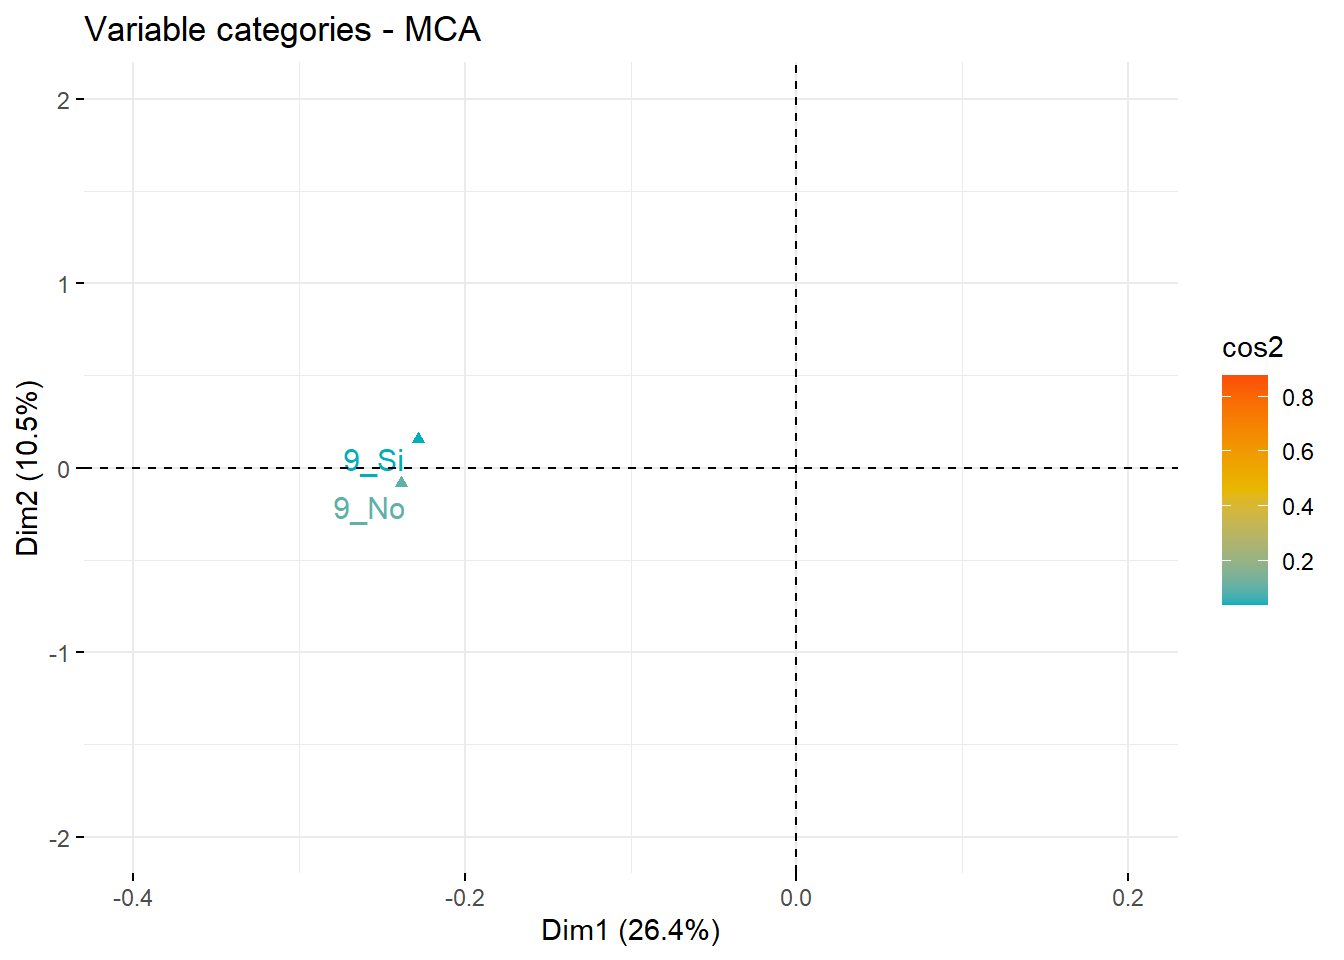 Variable categories - MCA
2
1
0
-1
-2
Dim2 (10.5%)
9_Si
9_No
-0.4
-0.2
0.0
0.2
Dim1 (26.4%)
cos2
0.8
0.6
0.4
0.2